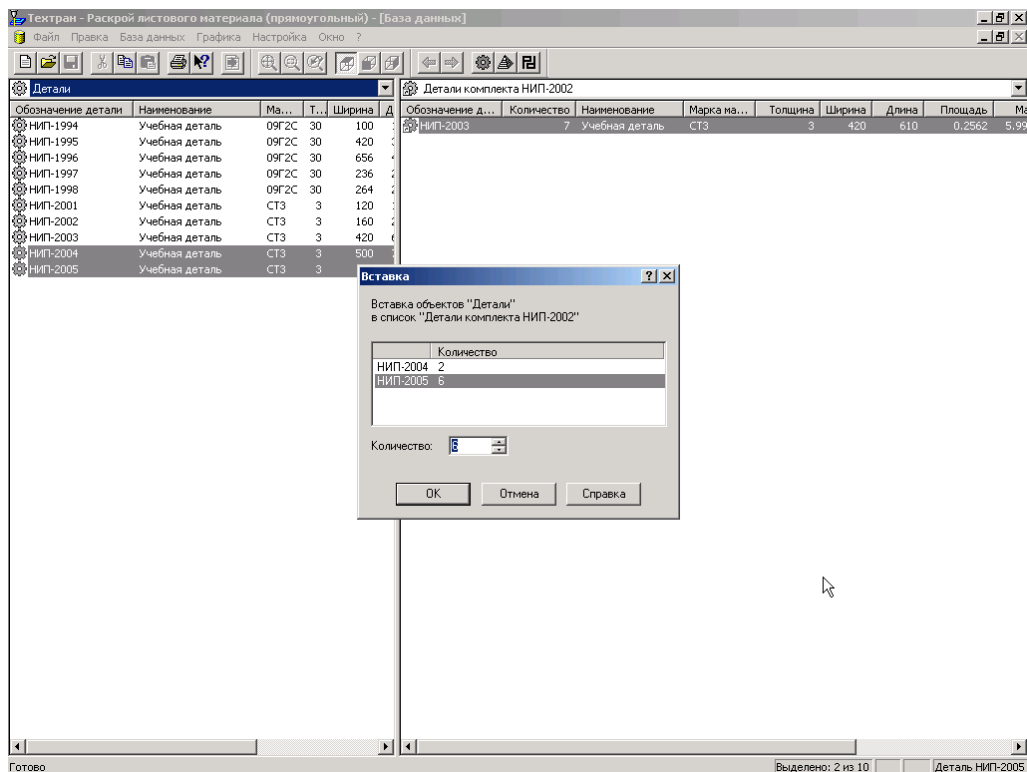 Техтран - Раскрой листового материала (прямоугольный) - [База данных]
Файл Правка База данных Графика Настройка Окно ?
Детали
Детали комплекта НИП-2002
Обозначение детали Наименование Ма... Т... Ширина Д
НИП-1994 Учебная деталь 09Г2С 30 100
НИП-1995 Учебная деталь 09Г2С 30 420
НИП-1996 Учебная деталь 09Г2С 30 656
НИП-1997 Учебная деталь 09Г2С 30 236
НИП-1998 Учебная деталь 09Г2С 30 264
НИП-2001 Учебная деталь СТ3 3 120
НИП-2002 Учебная деталь СТ3 3 160
НИП-2003 Учебная деталь СТ3 3 420
НИП-2004 Учебная деталь СТ3 3 500
НИП-2005 Учебная деталь СТ3 3
Обозначение д... Количество Наименование Марка ма... Толщина Ширина Длина Площадь Ма
НИП-2003 7 Учебная деталь СТ3 3 420 610 0.2562 5.99
Вставка
Вставка объектов "Детали"
в список "Детали комплекта НИП-2002"
Количество
НИП-2004 2
НИП-2005 6
Количество: 6
OK Отмена Справка
Готово
Выделено: 2 из 10 Деталь НИП-2005